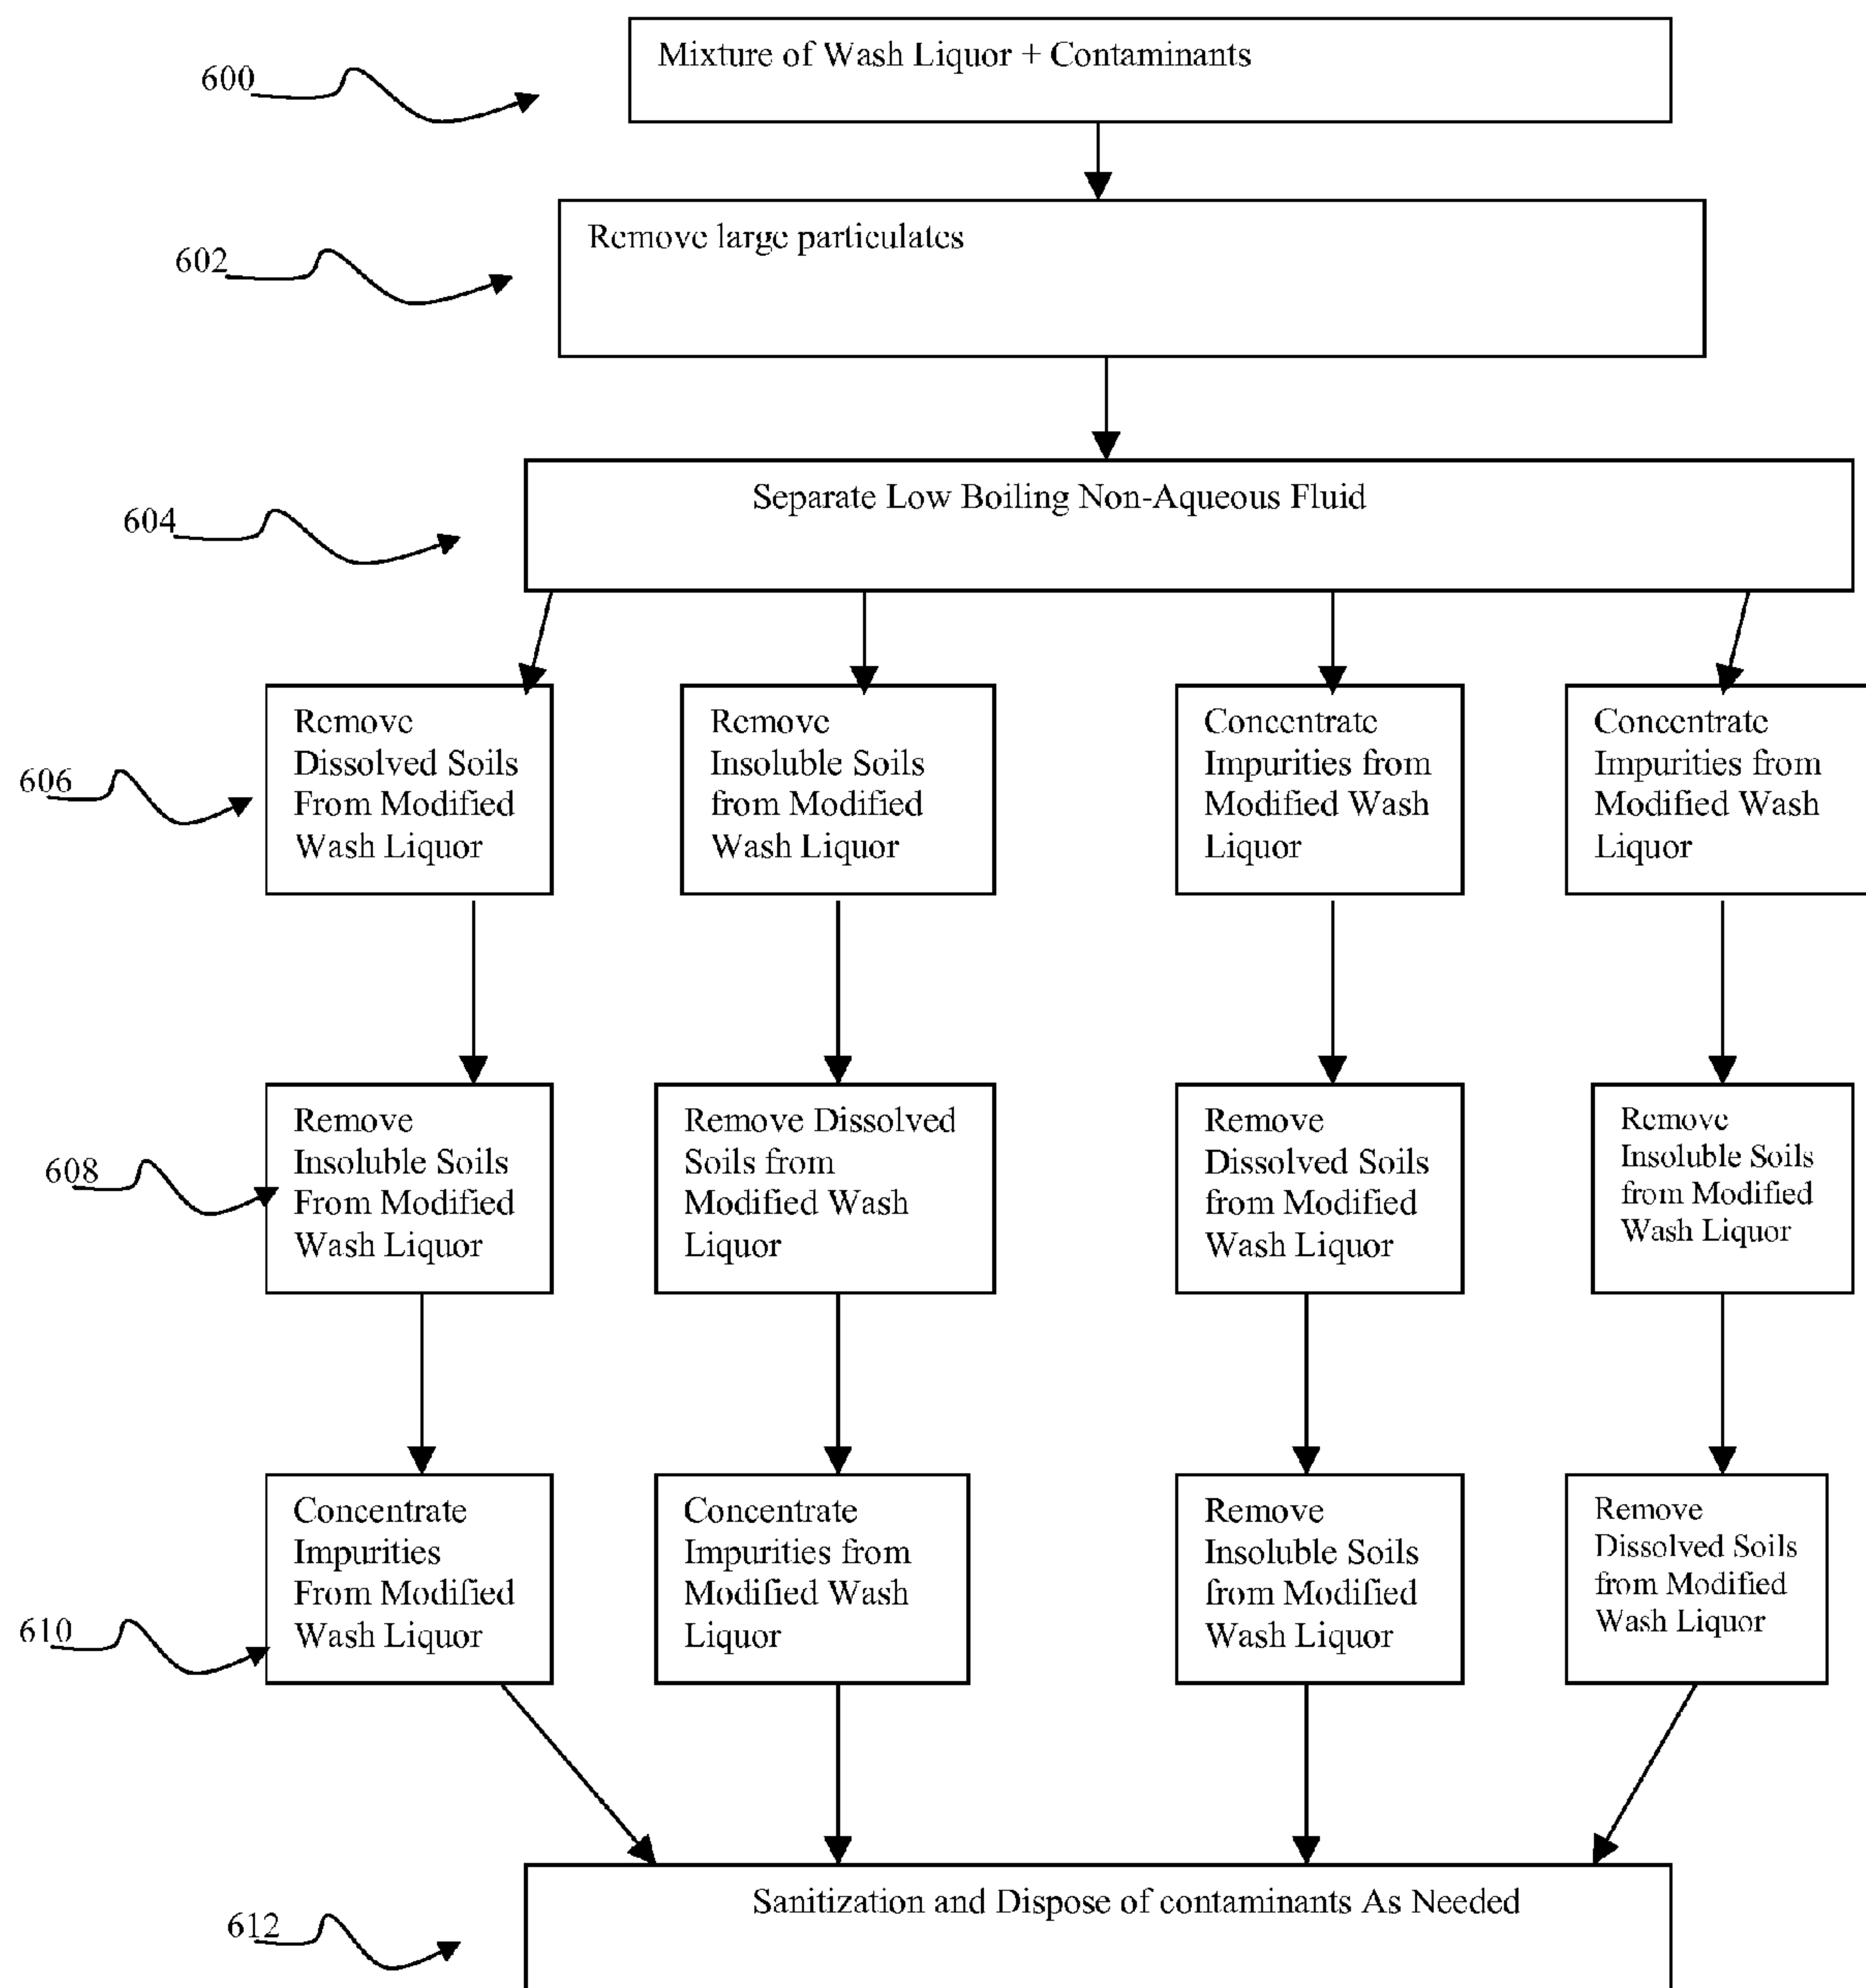 Mixture of Wash Liquor + Contaminants
600
Remove large particulates
602
Separate Low Boiling Non-Aqueous Fluid
604
Remove
Dissolved Soils
From Modified
Wash Liquor
Remove
Insoluble Soils
from Modified
Wash Liquor
Concentrate
Impurities from
Modified Wash
Liquor
Concentrate
Impurities from
Modified Wash
Liquor
606
Remove
Insoluble Soils
From Modified
Wash Liquor
Remove Dissolved
Soils from
Modified Wash
Liquor
Remove
Dissolved Soils
from Modified
Wash Liquor
Remove
Insoluble Soils
from Modified
Wash Liquor
608
Concentrate
Impurities
From Modified
Wash Liquor
Concentrate
Impurities from
Modified Wash
Liquor
Remove
Insoluble Soils
from Modified
Wash Liquor
Remove
Dissolved Soils
from Modified
Wash Liquor
610
Sanitization and Dispose of contaminants As Needed
612